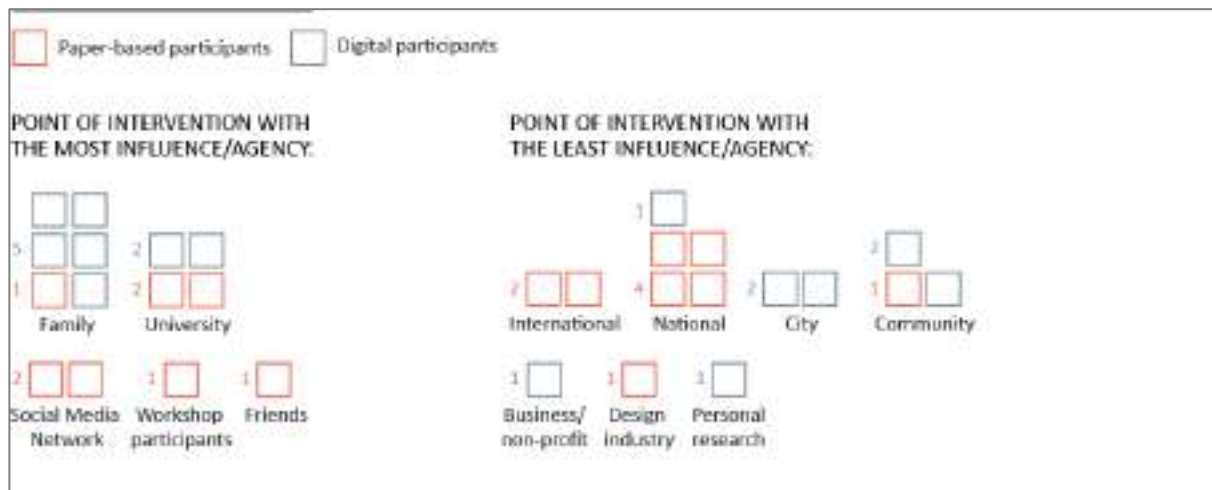 Paper-based participants Digital participants
POINT OF INTERVENTION WITH
THE MOST INFLUENCE/AGENCY:
5
1
Family
2
2
University
2
Social Media
Network
1
Workshop
participants
1
Friends
POINT OF INTERVENTION WITH
THE LEAST INFLUENCE/AGENCY:
2
International
1
4
National
2
City
2
1
Community
1
Business/
non-profit
1
Design
industry
1
Personal
research